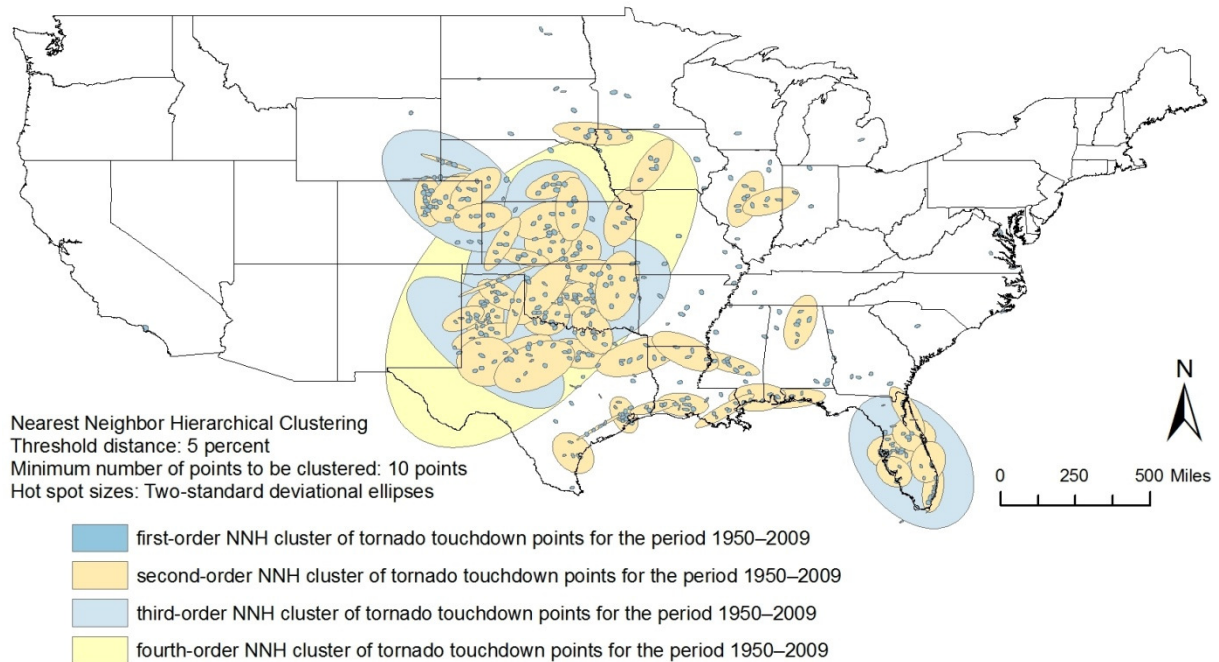 N
Nearest Neighbor Hierarchical Clustering
Threshold distance: 5 percent
Minimum number of points to be clustered: 10 points
Hot spot sizes: Two-standard deviational ellipses
0 250 500 Miles
first-order NNH cluster of tornado touchdown points for the period 1950–2009
second-order NNH cluster of tornado touchdown points for the period 1950–2009
third-order NNH cluster of tornado touchdown points for the period 1950–2009
fourth-order NNH cluster of tornado touchdown points for the period 1950–2009